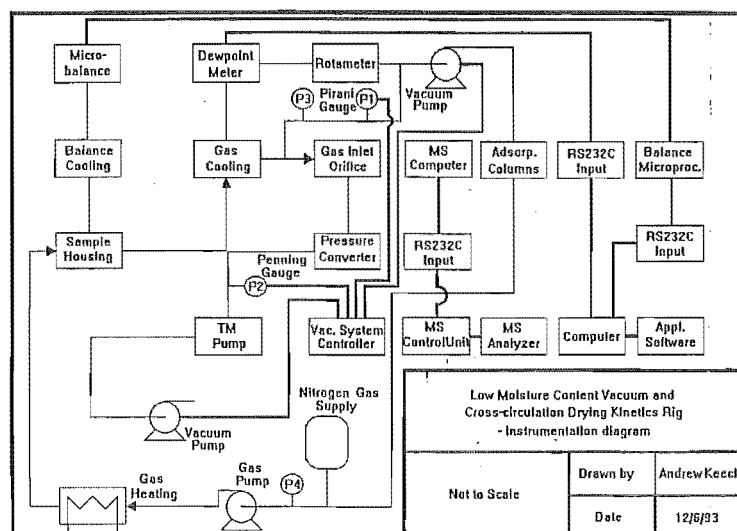 Micro-
balance
Dewpoint
Meter
Rotameter
Vacuum
Pump
P3
Pirani
Gauge
P1
Balance
Cooling
Gas
Cooling
Gas Inlet
Orifice
MS
Computer
Adsorp.
Columns
RS232C
Input
Balance
Microproc.
Sample
Housing
Penning
Gauge
P2
Pressure
Converter
RS232C
Input
RS232C
Input
TM
Pump
Vac. System
Controller
MS
ControlUnit
MS
Analyzer
Computer
Appl.
Software
Vacuum
Pump
Nitrogen Gas
Supply
Gas
Heating
Gas
Pump
P4
Low Moisture Content Vacuum and
Cross-circulation Drying Kinetics Rig
- Instrumentation diagram
Not to Scale
Drawn by
Andrew Keech
Date
12/6/93